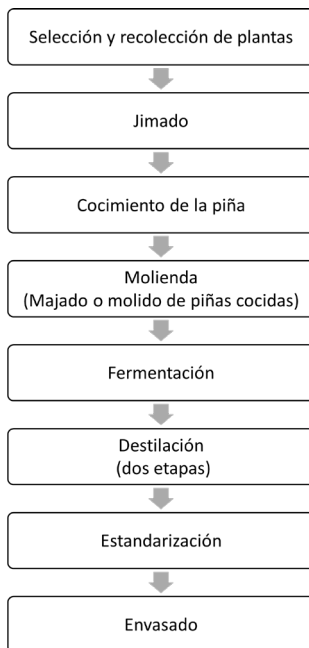 Selección y recolección de plantas
Jimado
Cocimiento de la piña
Molienda
(Majado o molido de piñas cocidas)
Fermentación
Destilación
(dos etapas)
Estandarización
Envasado